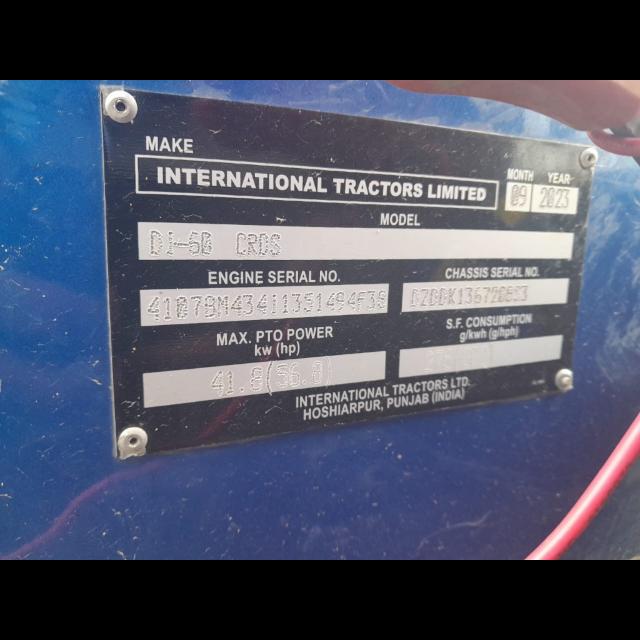 MAKE
INTERNATIONAL TRACTORS LIMITED
MONTH YEAR
09 2023
MODEL
DI-60 CRDS
ENGINE SERIAL NO.
CHASSIS SERIAL NO.
MAX. PTO POWER
kw (hp)
S.F. CONSUMPTION
g/kwh (g/hph)
INTERNATIONAL TRACTORS LTD.
HOSHIARPUR, PUNJAB (INDIA)